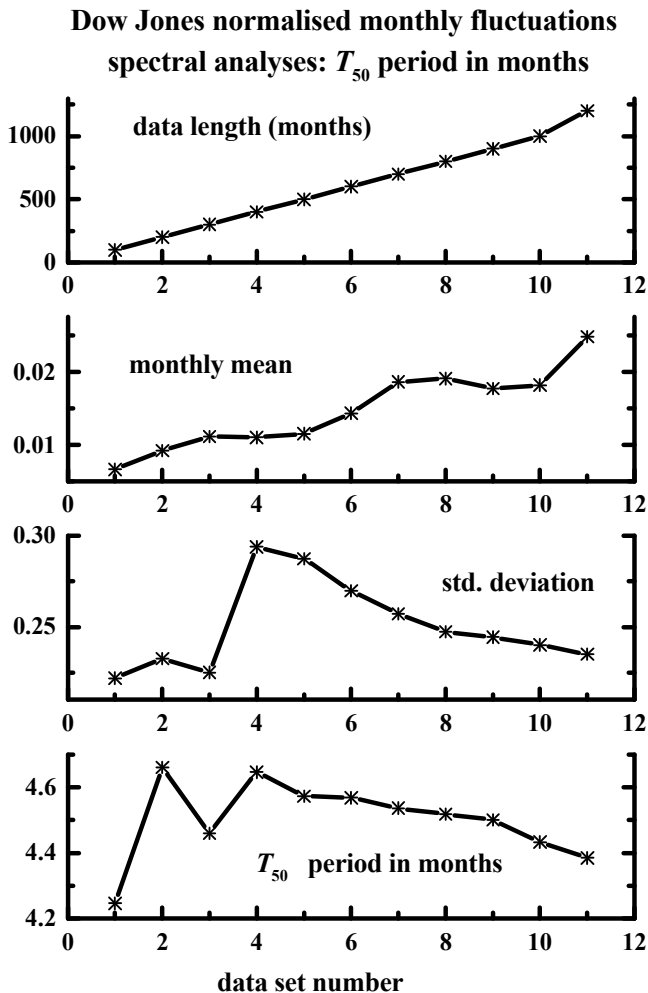 Dow Jones normalised monthly fluctuations
spectral analyses: T50 period in months
data length (months)
1000
500
0
0 2 4 6 8 10 12
monthly mean
0.02
0.01
0 2 4 6 8 10 12
0.30
std. deviation
0.25
0 2 4 6 8 10 12
4.6
4.4
T50 period in months
4.2
0 2 4 6 8 10 12
data set number